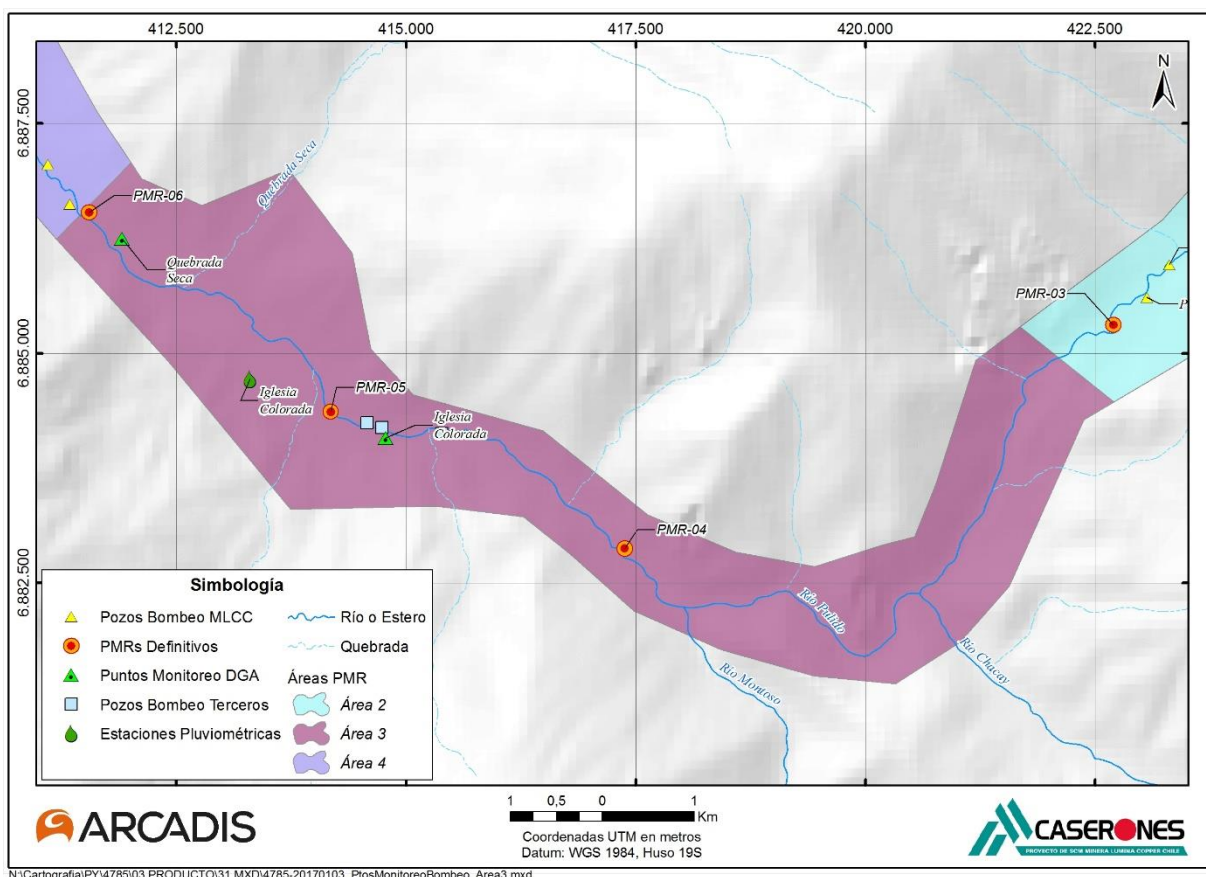 412.500 415.000 417.500 420.000 422.500
N
6.887.500
6.885.000
6.882.500
Quebrada Seca
PMR-06
Quebrada
Seca
PMR-03
P
PMR-05
Iglesia
Colorada
Iglesia
Colorada
PMR-04
Río Pulido
Río Montoso
Río Chacay
Simbología
Pozos Bombeo MLCC
PMRs Definitivos
Puntos Monitoreo DGA
Pozos Bombeo Terceros
Estaciones Pluviométricas
Río o Estero
Quebrada
Áreas PMR
Área 2
Área 3
Área 4
ARCADIS
1 0,5 0 1
Km
Coordenadas UTM en metros
Datum: WGS 1984, Huso 19S
CASERONES
PROYECTO DE SCM MINERA LUMINA COPPER CHILE
N:\Cartografia\PY\4785\03 PRODUCTO\31 MXD\4785-20170103_PtosMonitoreoBombeo_Area3.mxd